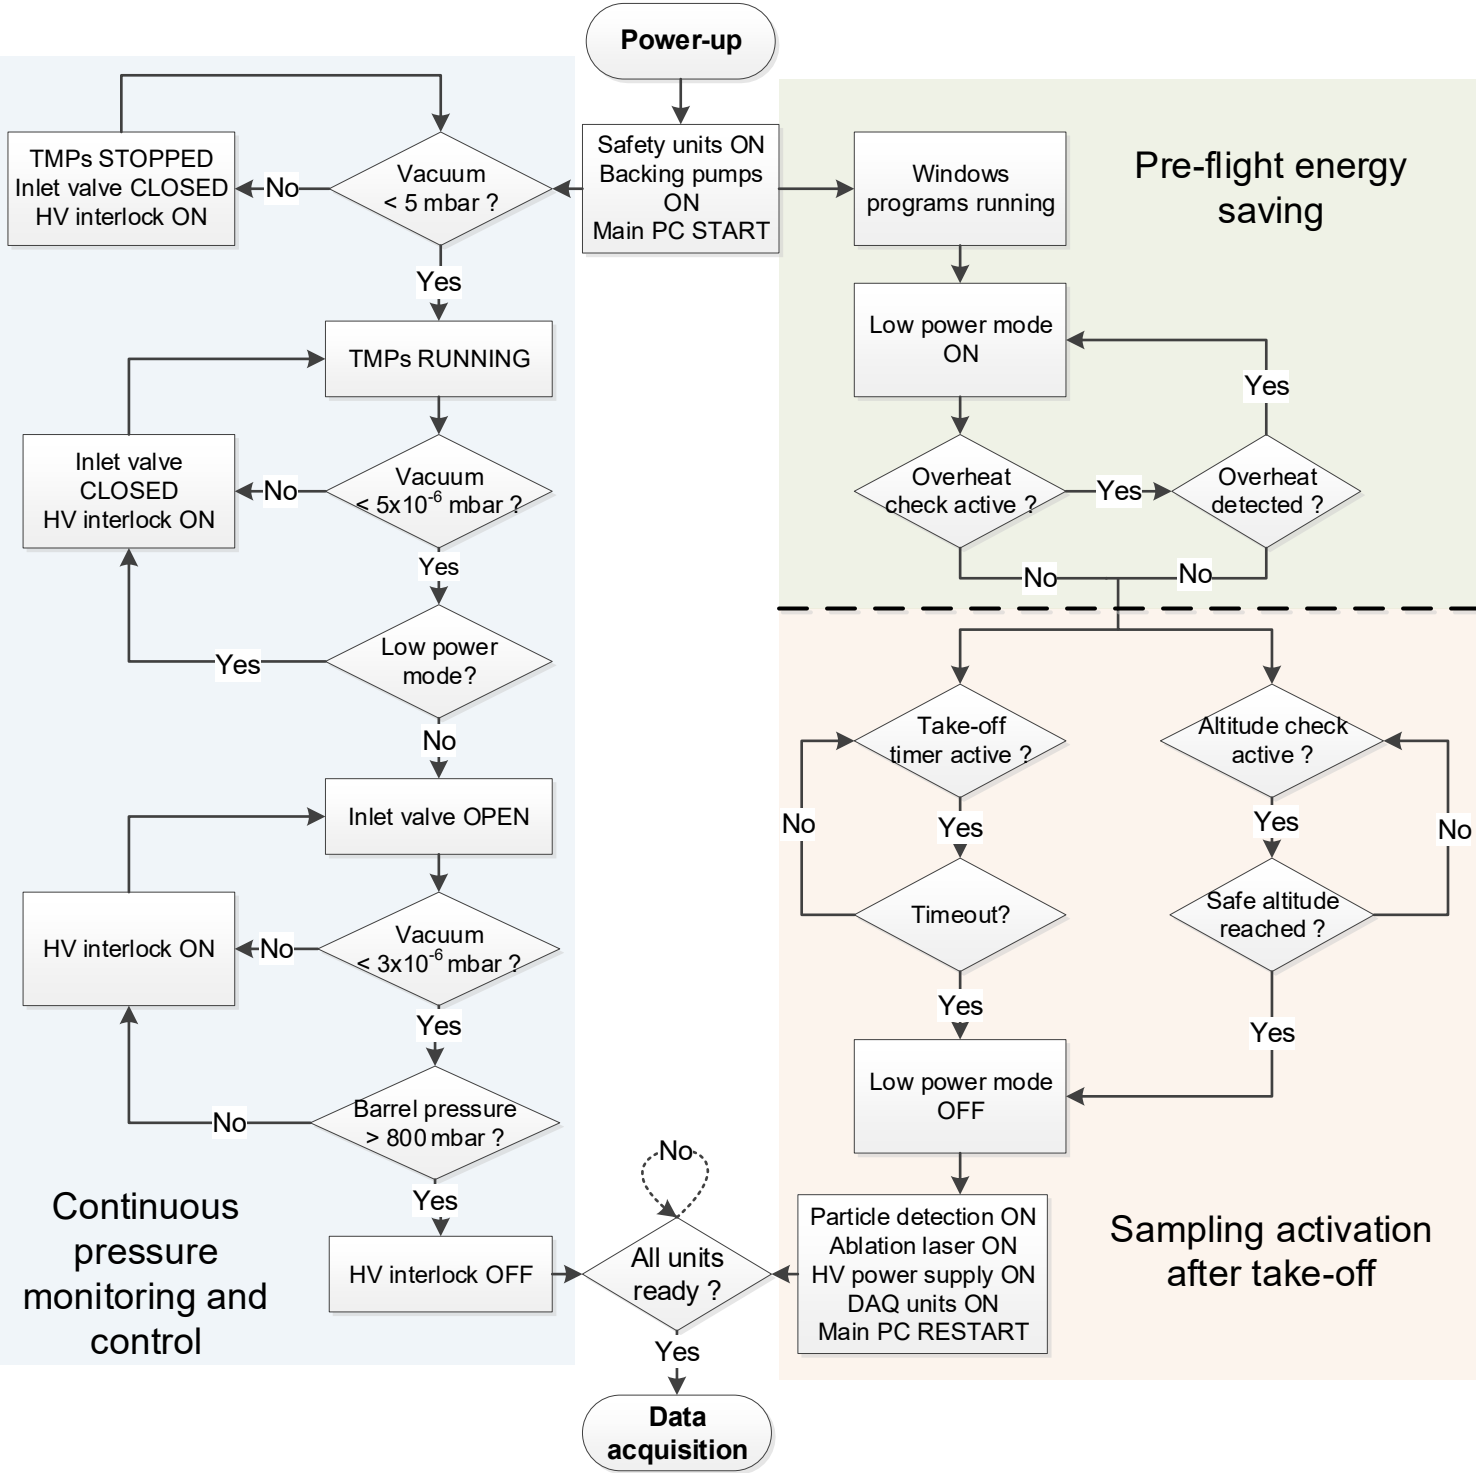 Power-up
Safety units ON
Backing pumps
ON
Main PC START
TMPs STOPPED
Inlet valve CLOSED
HV interlock ON
No
Vacuum
< 5 mbar ?
Yes
TMPs RUNNING
Inlet valve
CLOSED
HV interlock ON
No
Vacuum
< 5x10⁻⁶ mbar ?
Yes
Low power
mode?
Yes
No
Inlet valve OPEN
HV interlock ON
No
Vacuum
< 3x10⁻⁶ mbar ?
Yes
Barrel pressure
> 800 mbar ?
No
Yes
HV interlock OFF
Continuous
pressure
monitoring and
control
Windows
programs running
Pre-flight energy
saving
Low power mode
ON
Yes
Overheat
check active ?
Yes
Overheat
detected ?
No
No
Take-off
timer active ?
Altitude check
active ?
No
Yes
Yes
No
Timeout?
Safe altitude
reached ?
Yes
Yes
Low power mode
OFF
Particle detection ON
Ablation laser ON
HV power supply ON
DAQ units ON
Main PC RESTART
Sampling activation
after take-off
No
All units
ready ?
Yes
Data
acquisition